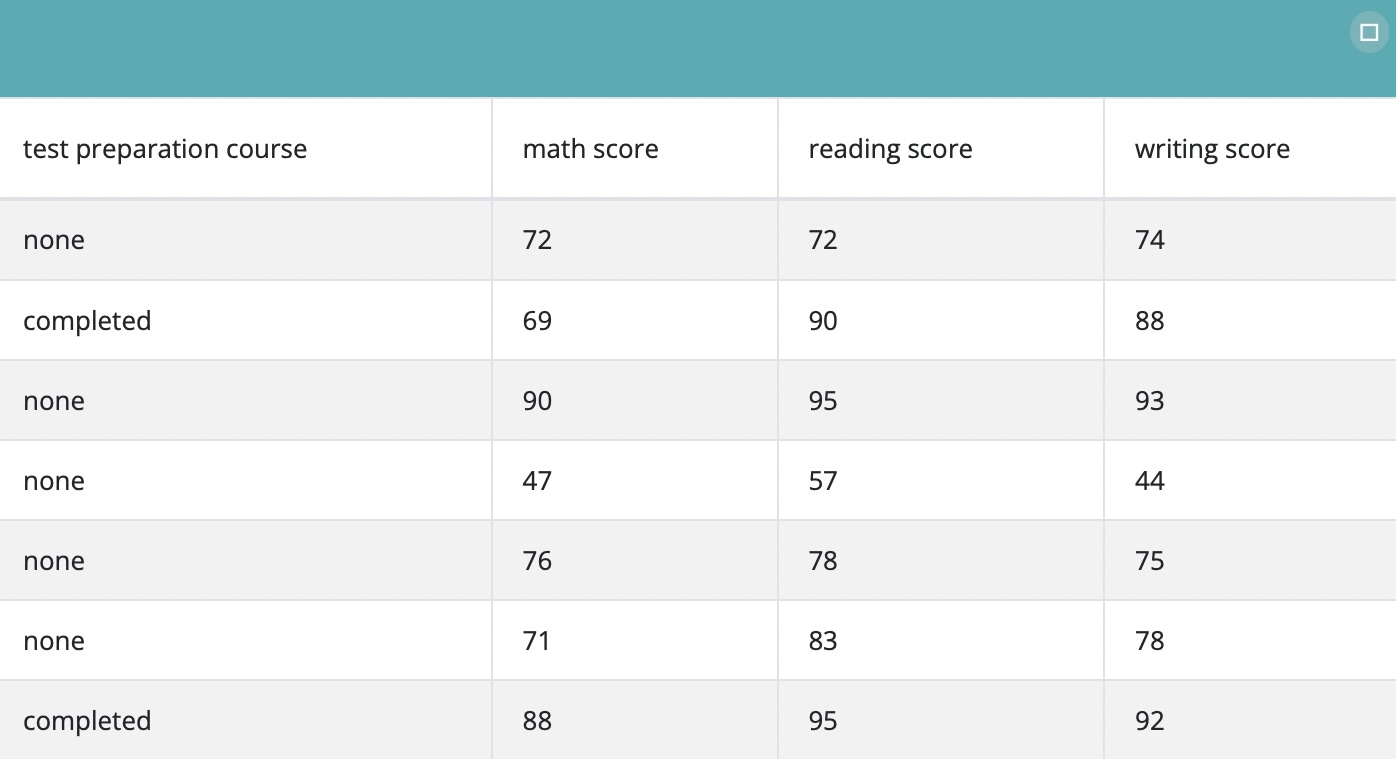 test preparation course math score reading score writing score
none 72 72 74
completed 69 90 88
none 90 95 93
none 47 57 44
none 76 78 75
none 71 83 78
completed 88 95 92